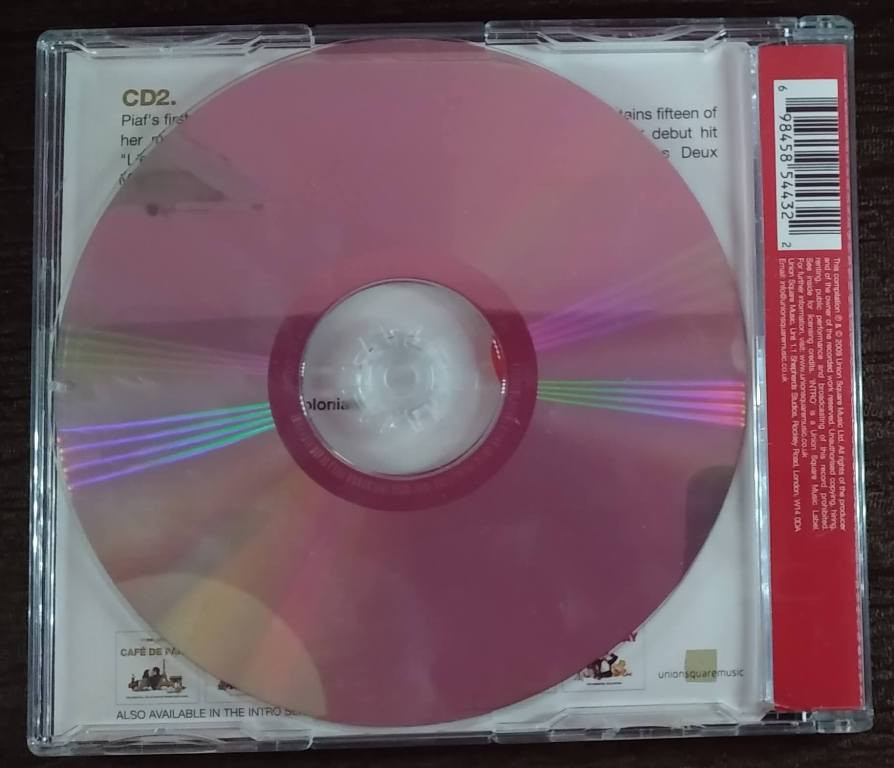 CD2.
Piaf's first tains fifteen of
her debut hit
Deux
olonia
CAFÉ DE
ALSO AVAILABLE IN THE INTRO
unionsquaremusic
6 98458 54432 2
This compilation ℗ & © 2008 Union Square Music Ltd. All rights of the producer
and of the owner of the recorded work reserved. Unauthorised copying, hiring,
renting, public performance and broadcasting of this record prohibited.
See inside for licensing credits. 'INTRO' is a Union Square Music Label.
For further information, visit: www.unionsquaremusic.co.uk
Union Square Music, Unit 1.1 Shepherds Studios, Rockley Road, London, W14 0DA
Email: info@unionsquaremusic.co.uk